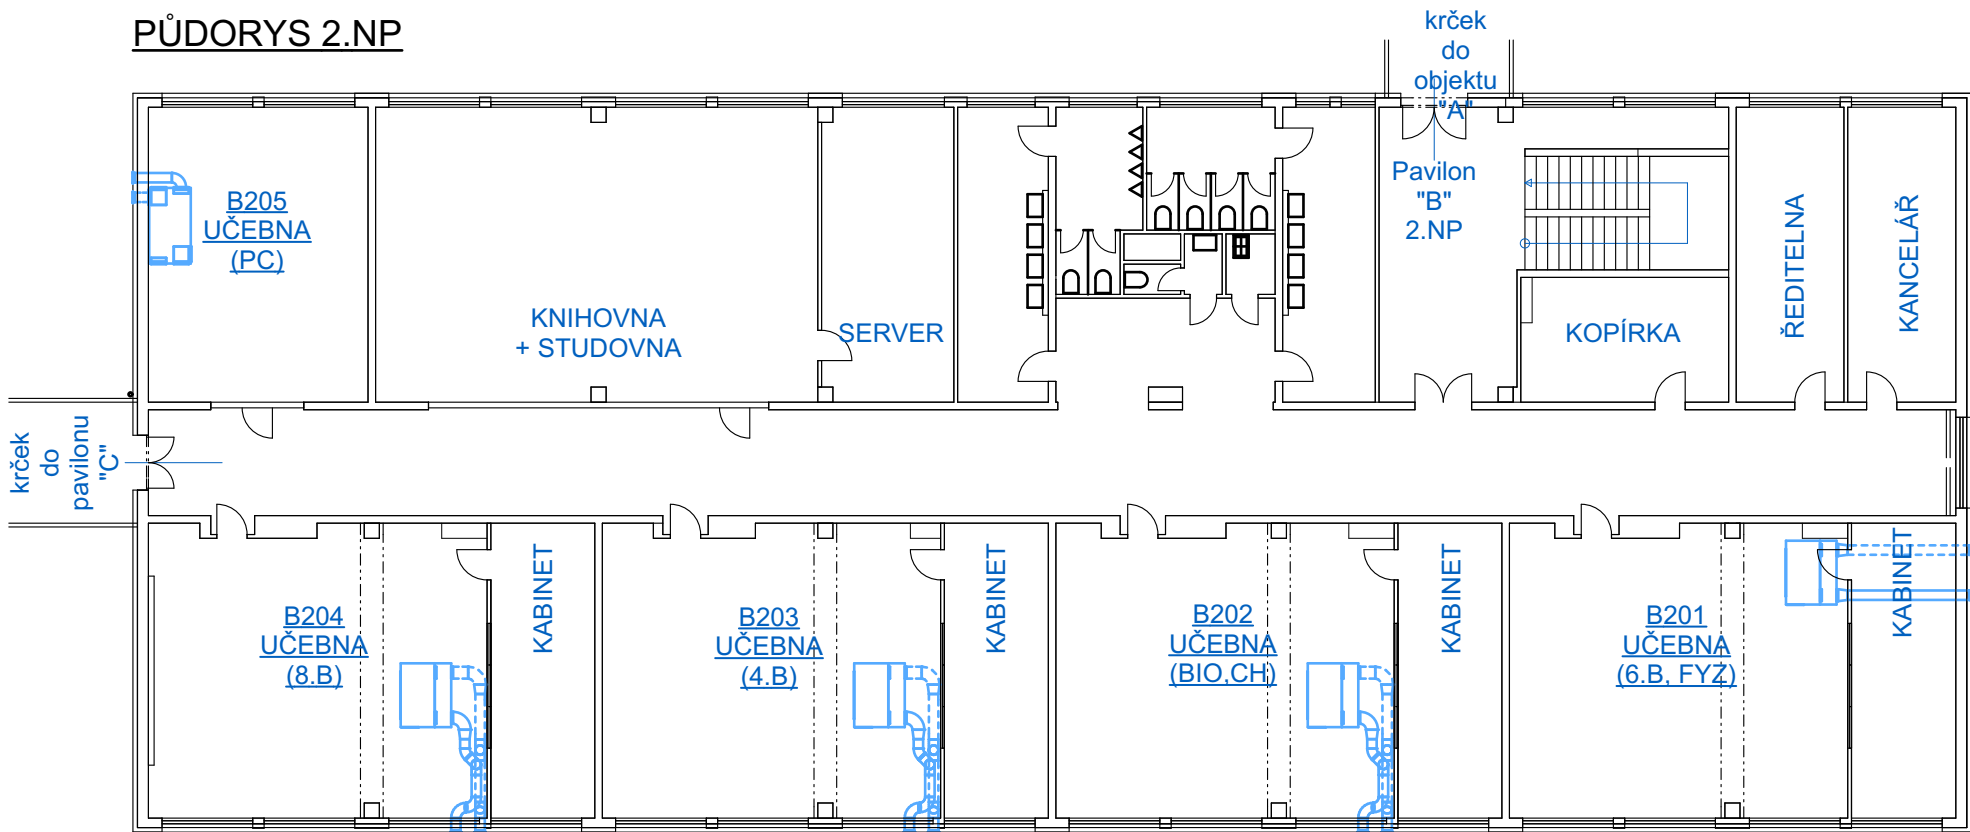 PŮDORYS 2.NP
krček
do
objektu
"A"
Pavilon
"B"
2.NP
B205
UČEBNA
(PC)
KNIHOVNA
+ STUDOVNA
SERVER
KOPÍRKA
ŘEDITELNA
KANCELÁŘ
krček
do
pavilonu
"C"
B204
UČEBNA
(8.B)
KABINET
B203
UČEBNA
(4.B)
KABINET
B202
UČEBNA
(BIO,CH)
KABINET
B201
UČEBNA
(6.B, FYZ)
KABINET